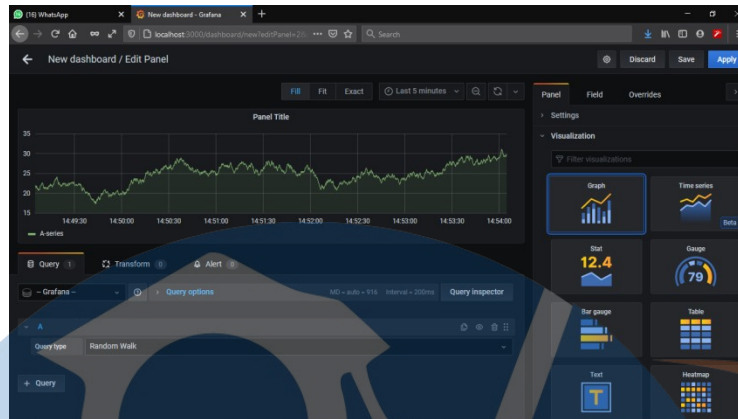 (16) WhatsApp
New dashboard - Grafana
localhost:3000/dashboard/new?editPanel=2
Search
New dashboard / Edit Panel
Discard Save Apply
Fill Fit Exact Last 5 minutes
Panel Title
35
30
25
20
15
14:49:30 14:50:00 14:50:30 14:51:00 14:51:30 14:52:00 14:52:30 14:53:00 14:53:30 14:54:00
A-series
Query 1 Transform 0 Alert 0
-- Grafana -- Query options MD = auto = 916 Interval = 200ms Query inspector
A
Query type Random Walk
+ Query
Panel Field Overrides
Settings
Visualization
Filter visualizations
Graph Time series
Beta
Stat Gauge
12.4 79
Bar gauge Table
Text Heatmap
T